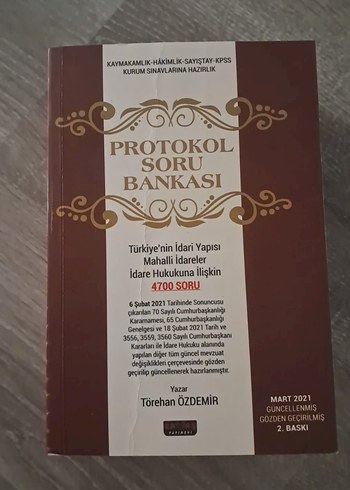 KAYMAKAMLIK-HÂKİMLİK-SAYIŞTAY-KPSS
KURUM SINAVLARINA HAZIRLIK
PROTOKOL
SORU
BANKASI
Türkiye'nin İdari Yapısı
Mahalli İdareler
İdare Hukukuna İlişkin
4700 SORU
6 Şubat 2021 Tarihinde Sonuncusu
çıkarılan 70 Sayılı Cumhurbaşkanlığı
Kararnamesi, 65 Cumhurbaşkanlığı
Genelgesi ve 18 Şubat 2021 Tarih ve
3556, 3559, 3560 Sayılı Cumhurbaşkanı
Kararları ile İdare Hukuku alanında
yapılan diğer tüm güncel mevzuat
değişiklikleri çerçevesinde gözden
geçirilip güncellenerek hazırlanmıştır.
Yazar
Törehan ÖZDEMİR
MART 2021
GÜNCELLENMİŞ
GÖZDEN GEÇİRİLMİŞ
2. BASKI
YAYINEVİ